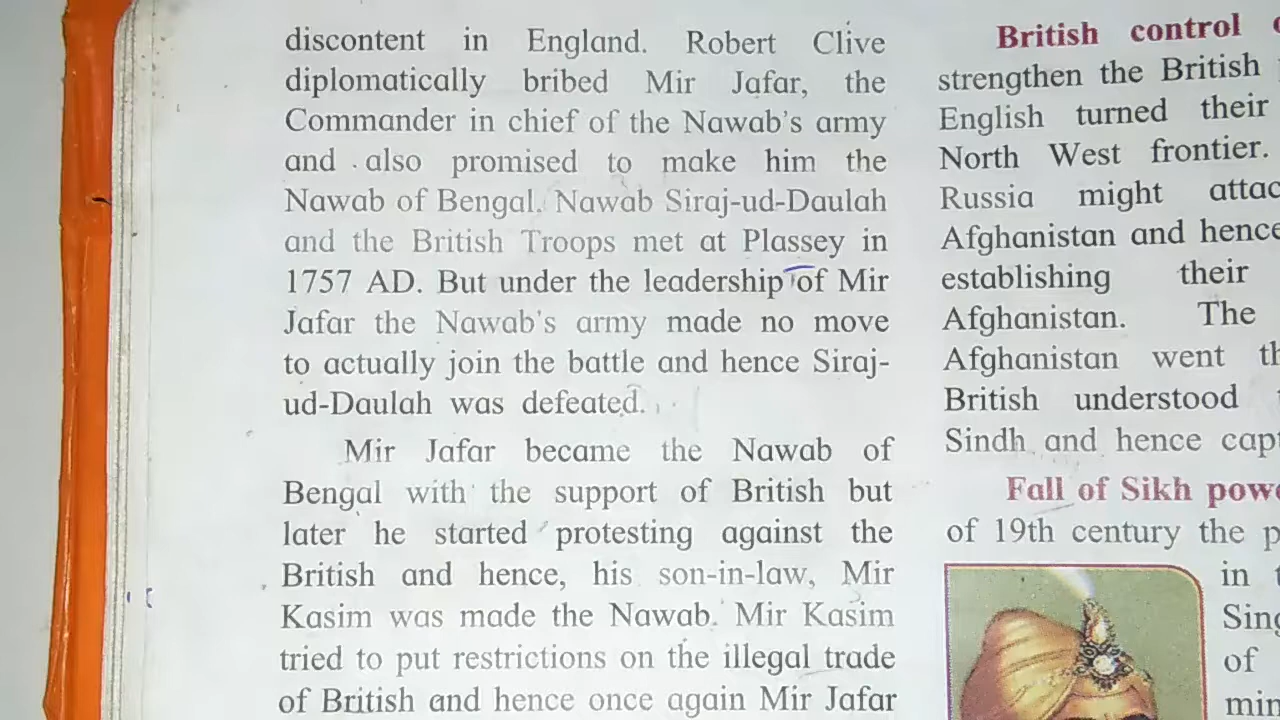 discontent in England. Robert Clive
diplomatically bribed Mir Jafar, the
Commander in chief of the Nawab's army
and also promised to make him the
Nawab of Bengal. Nawab Siraj-ud-Daulah
and the British Troops met at Plassey in
1757 AD. But under the leadership of Mir
Jafar the Nawab's army made no move
to actually join the battle and hence Siraj-
ud-Daulah was defeated.
Mir Jafar became the Nawab of
Bengal with the support of British but
later he started protesting against the
British and hence, his son-in-law, Mir
Kasim was made the Nawab. Mir Kasim
tried to put restrictions on the illegal trade
of British and hence once again Mir Jafar
British control
strengthen the British
English turned their
North West frontier.
Russia might
Afghanistan and hence
establishing their
Afghanistan. The
Afghanistan went
British understood
Sindh and hence
Fall of Sikh
of 19th century the
in
of